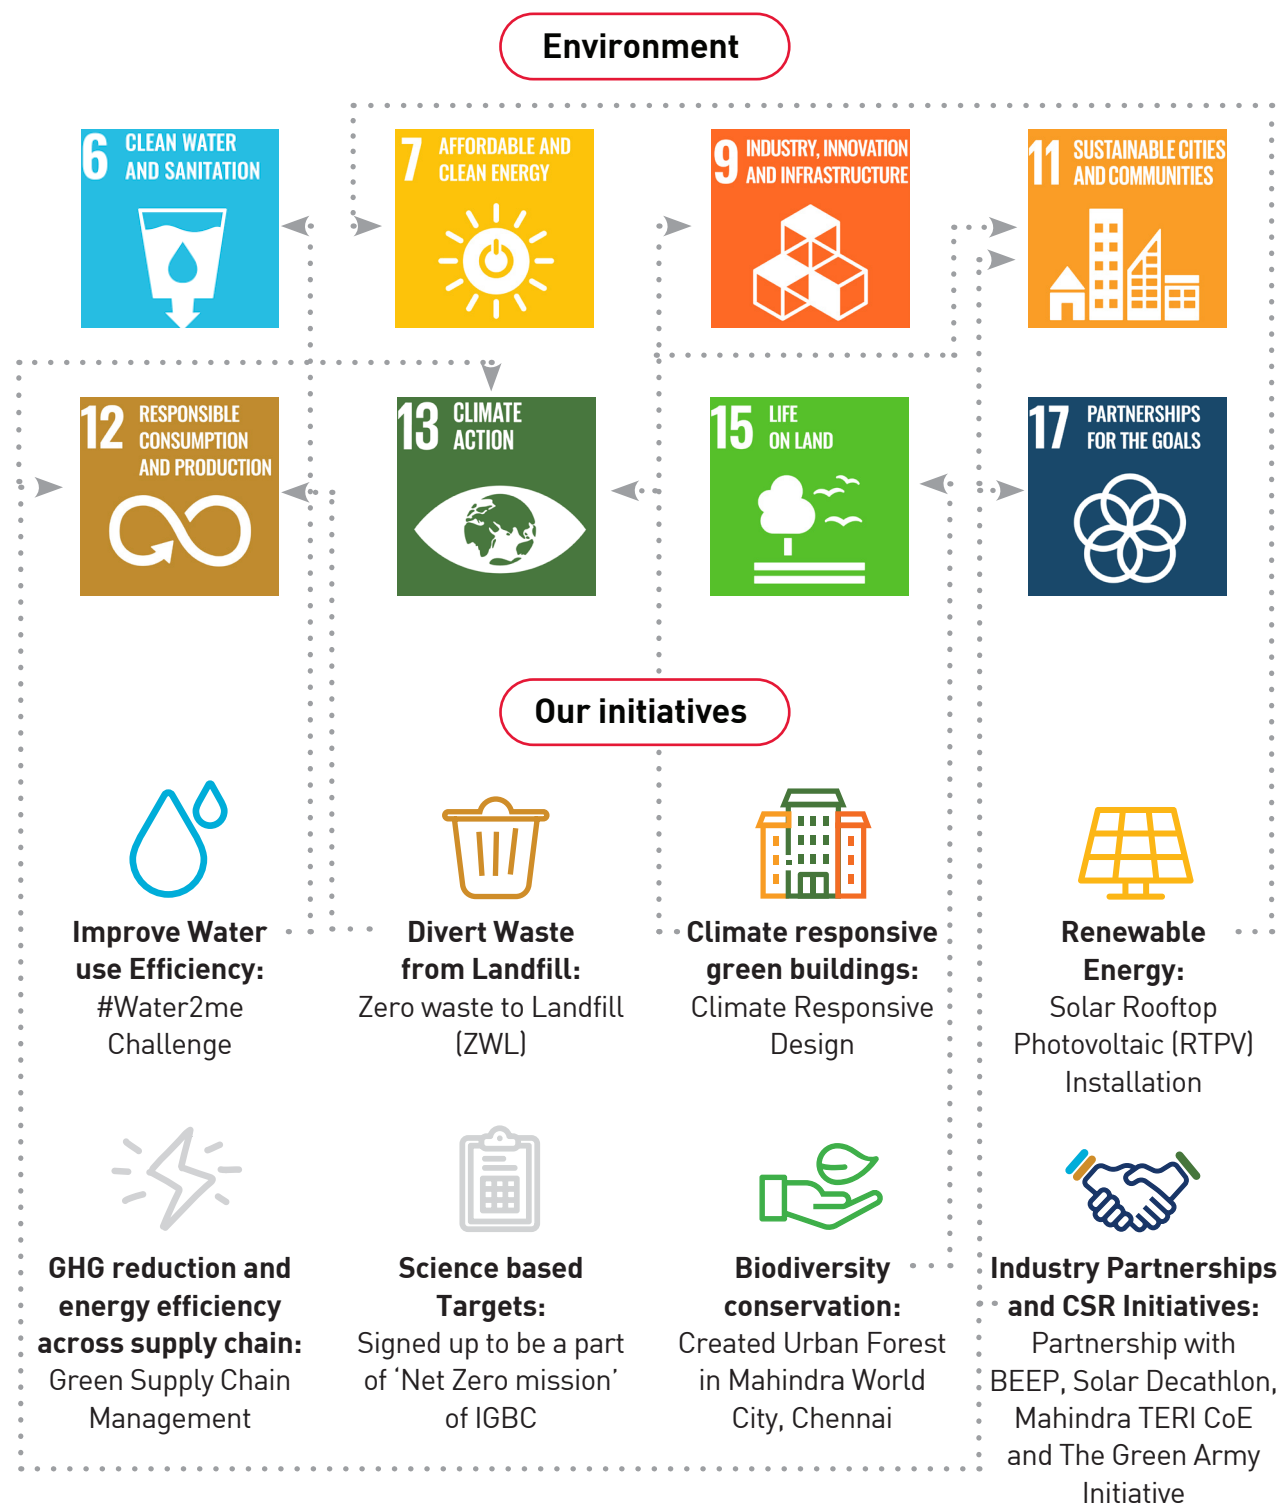 Environment
6 CLEAN WATER
AND SANITATION
7 AFFORDABLE AND
CLEAN ENERGY
9 INDUSTRY, INNOVATION
AND INFRASTRUCTURE
11 SUSTAINABLE CITIES
AND COMMUNITIES
12 RESPONSIBLE
CONSUMPTION
AND PRODUCTION
13 CLIMATE
ACTION
15 LIFE
ON LAND
17 PARTNERSHIPS
FOR THE GOALS
Our initiatives
Improve Water
use Efficiency:
#Water2me
Challenge
Divert Waste
from Landfill:
Zero waste to Landfill
(ZWL)
Climate responsive
green buildings:
Climate Responsive
Design
Renewable
Energy:
Solar Rooftop
Photovoltaic (RTPV)
Installation
GHG reduction and
energy efficiency
across supply chain:
Green Supply Chain
Management
Science based
Targets:
Signed up to be a part
of ‘Net Zero mission’
of IGBC
Biodiversity
conservation:
Created Urban Forest
in Mahindra World
City, Chennai
Industry Partnerships
and CSR Initiatives:
Partnership with
BEEP, Solar Decathlon,
Mahindra TERI CoE
and The Green Army
Initiative